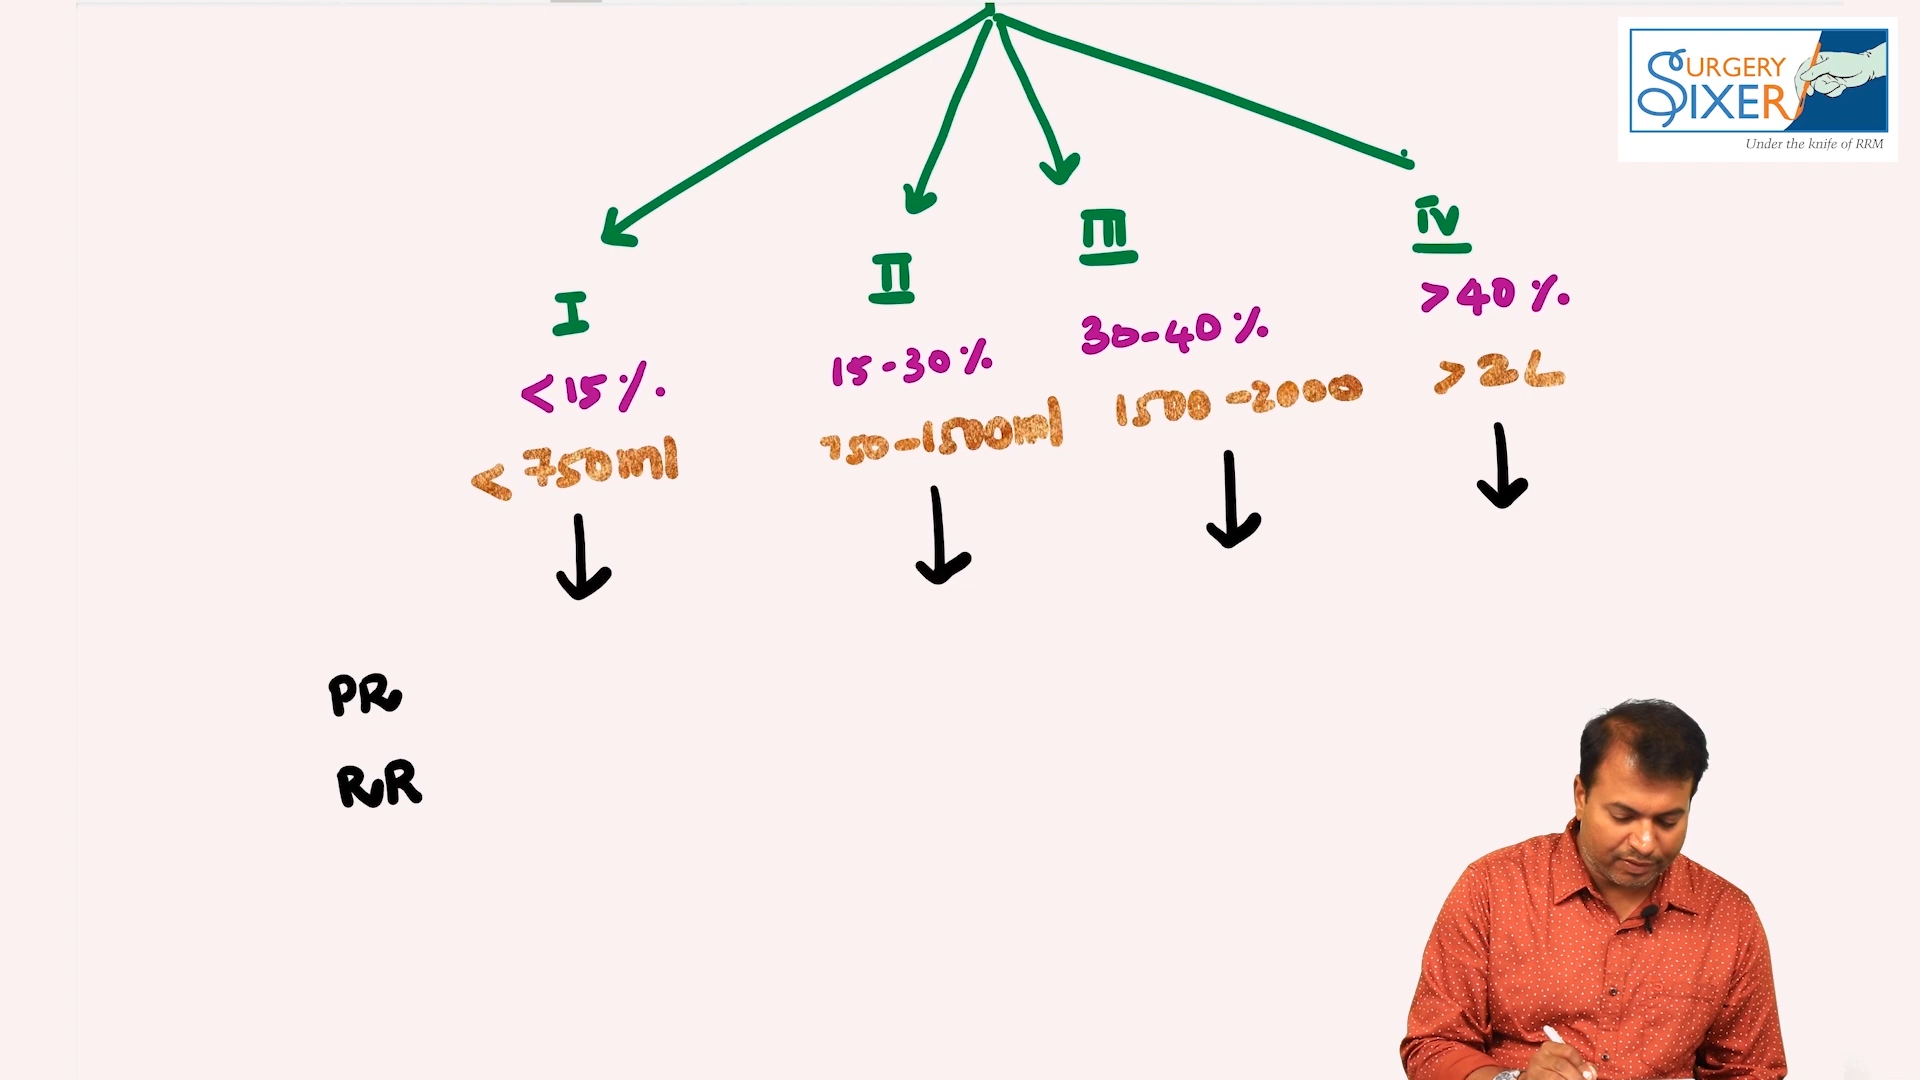 SURGERY
SIXER
Under the knife of RRM
I II III IV
<15% 15-30% 30-40% >40%
<750ml 750-1500ml 1500-2000 >2L
PR
RR